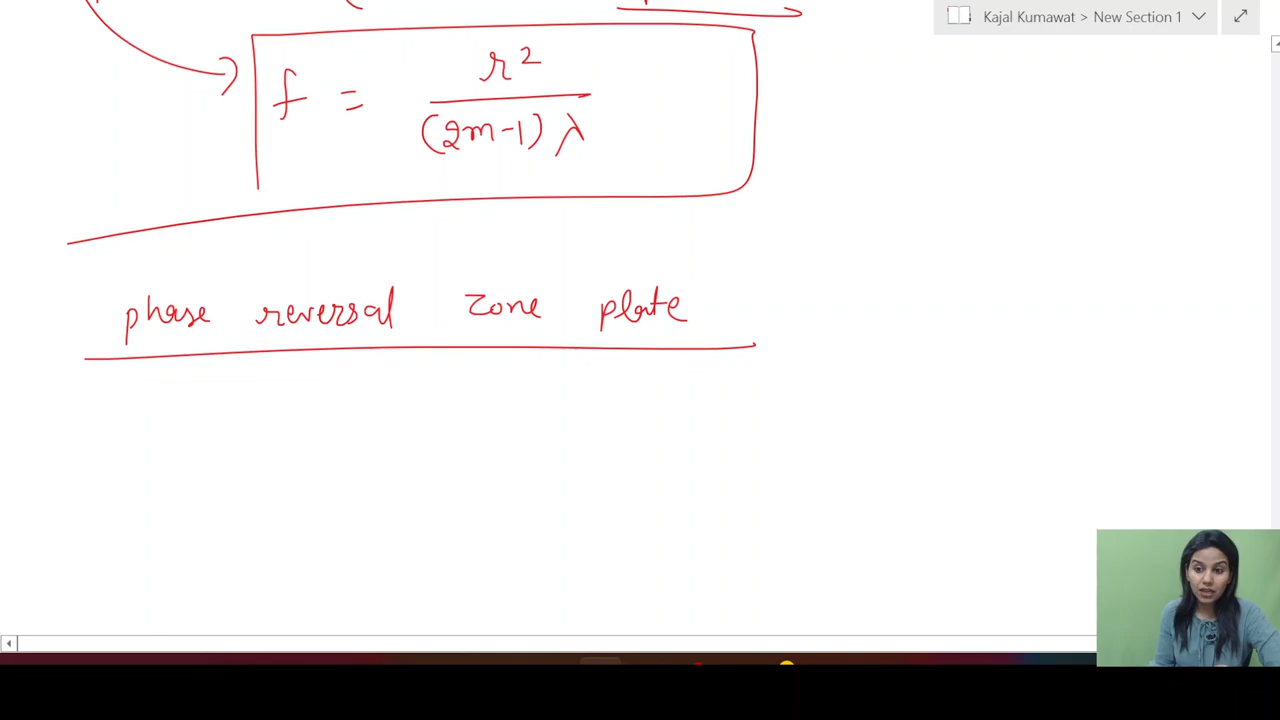 Kajal Kumawat > New Section 1
f = r²
(2m-1) λ
phase reversal zone plate